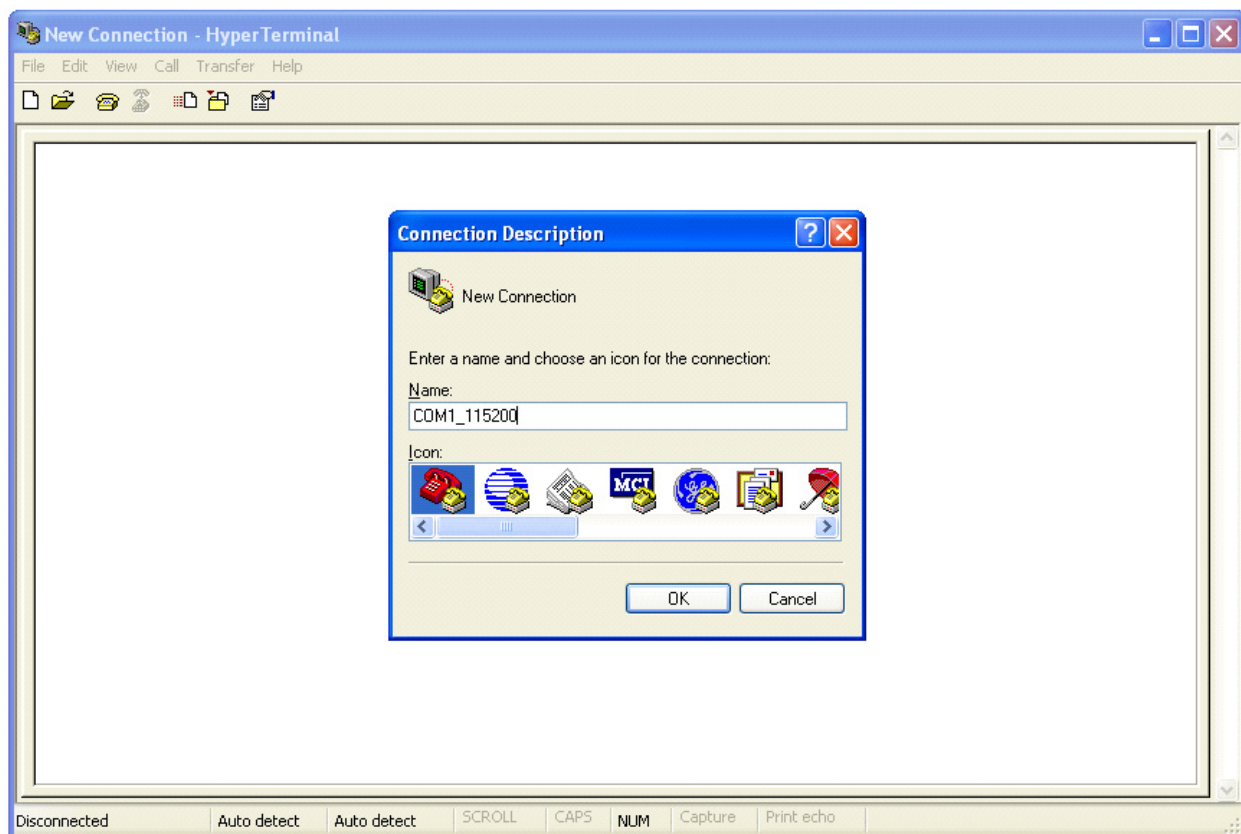 New Connection - HyperTerminal
File Edit View Call Transfer Help
Connection Description
New Connection
Enter a name and choose an icon for the connection:
Name:
COM1_115200
Icon:
MCI
OK Cancel
Disconnected Auto detect Auto detect SCROLL CAPS NUM Capture Print echo